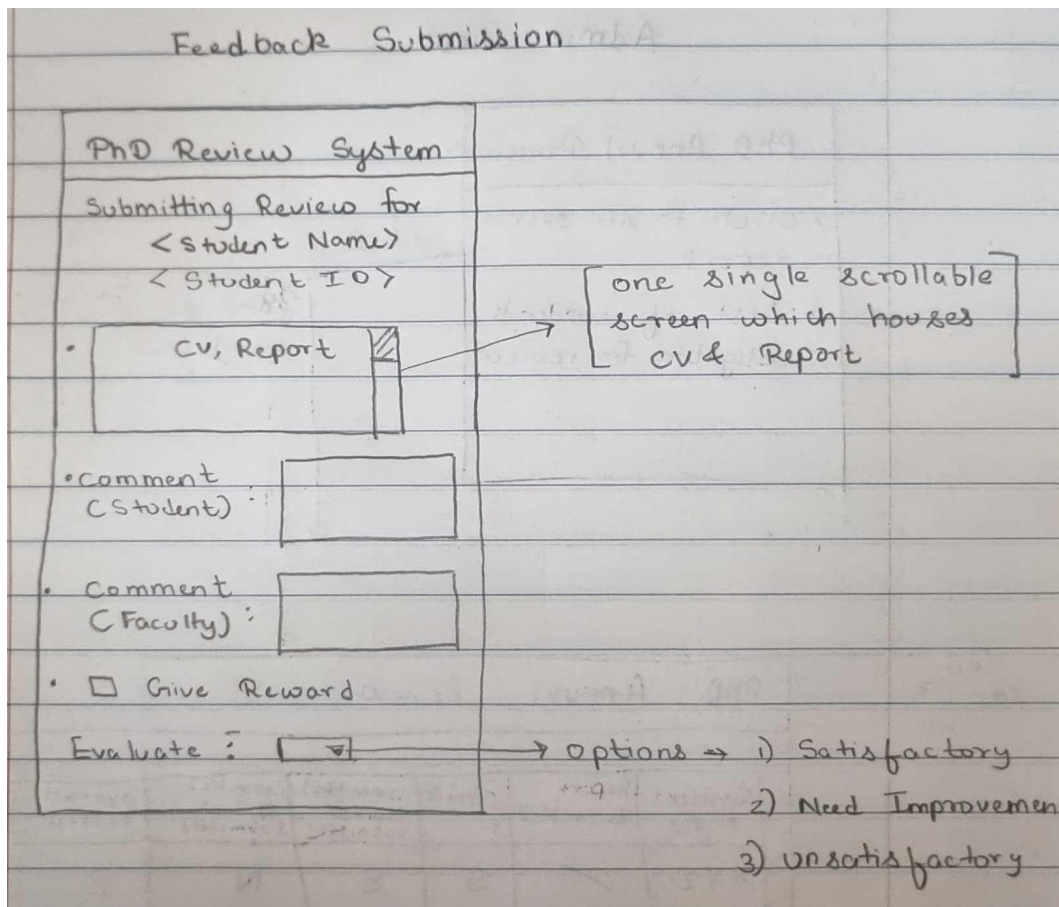 Feedback Submission
PhD Review System
Submitting Review for
<Student Name>
<Student ID>
• CV, Report
[one single scrollable
screen which houses
CV & Report]
• Comment
(Student) :
• Comment
(Faculty) :
• □ Give Reward
Evaluate : → options → 1) Satisfactory
2) Need Improvemen
3) Unsatisfactory